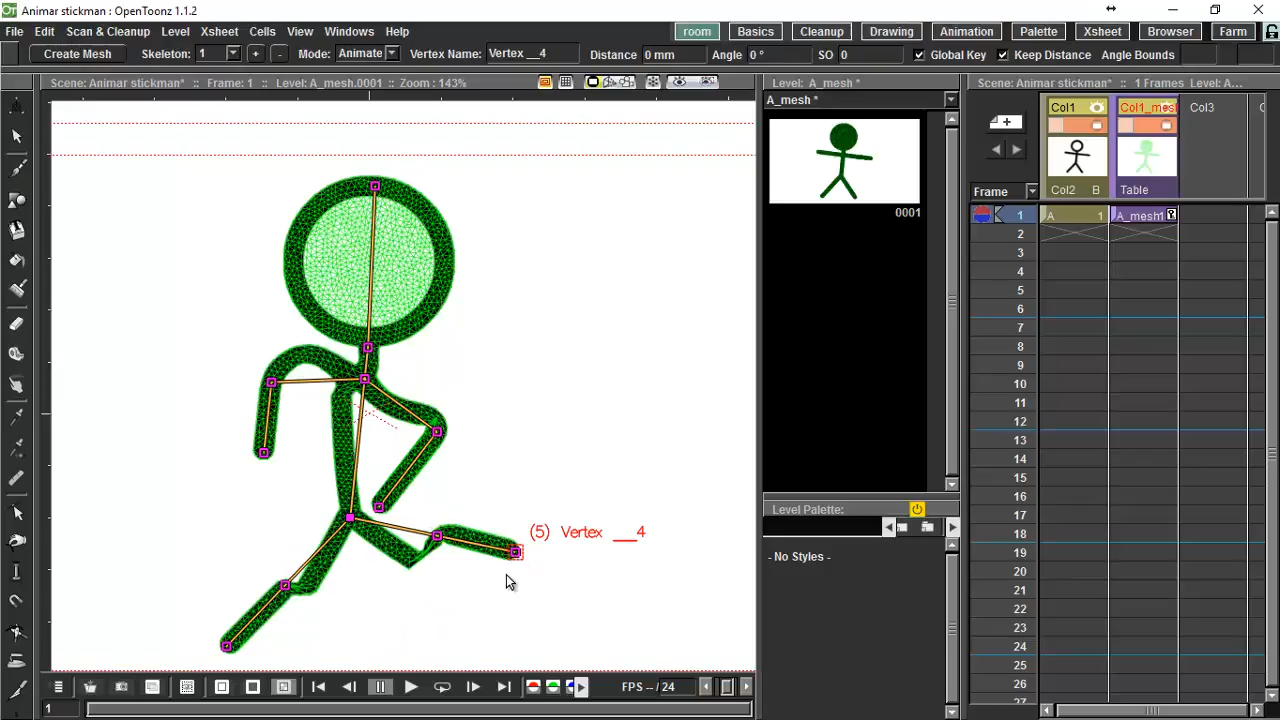 Animar stickman : OpenToonz 1.1.2
File Edit Scan & Cleanup Level Xsheet Cells View Windows Help
room Basics Cleanup Drawing Animation Palette Xsheet Browser Farm
Create Mesh Skeleton: 1 + - Mode: Animate Vertex Name: Vertex __4 Distance 0 mm Angle 0 ° SO 0 Global Key Keep Distance Angle Bounds
Scene: Animar stickman* :: Frame: 1 :: Level: A_mesh.0001 :: Zoom : 143%
Level: A_mesh *
Scene: Animar stickman* :: 1 Frames Level: A...
A_mesh *
Col1 Col1_mesl Col3
0001
Col2 B Table
Frame
A 1 A_mesh1
1
2
3
4
5
6
7
8
9
10
11
12
13
14
15
16
17
18
19
20
21
22
23
24
25
26
27
(5) Vertex __4
Level Palette:
- No Styles -
FPS -- / 24
1